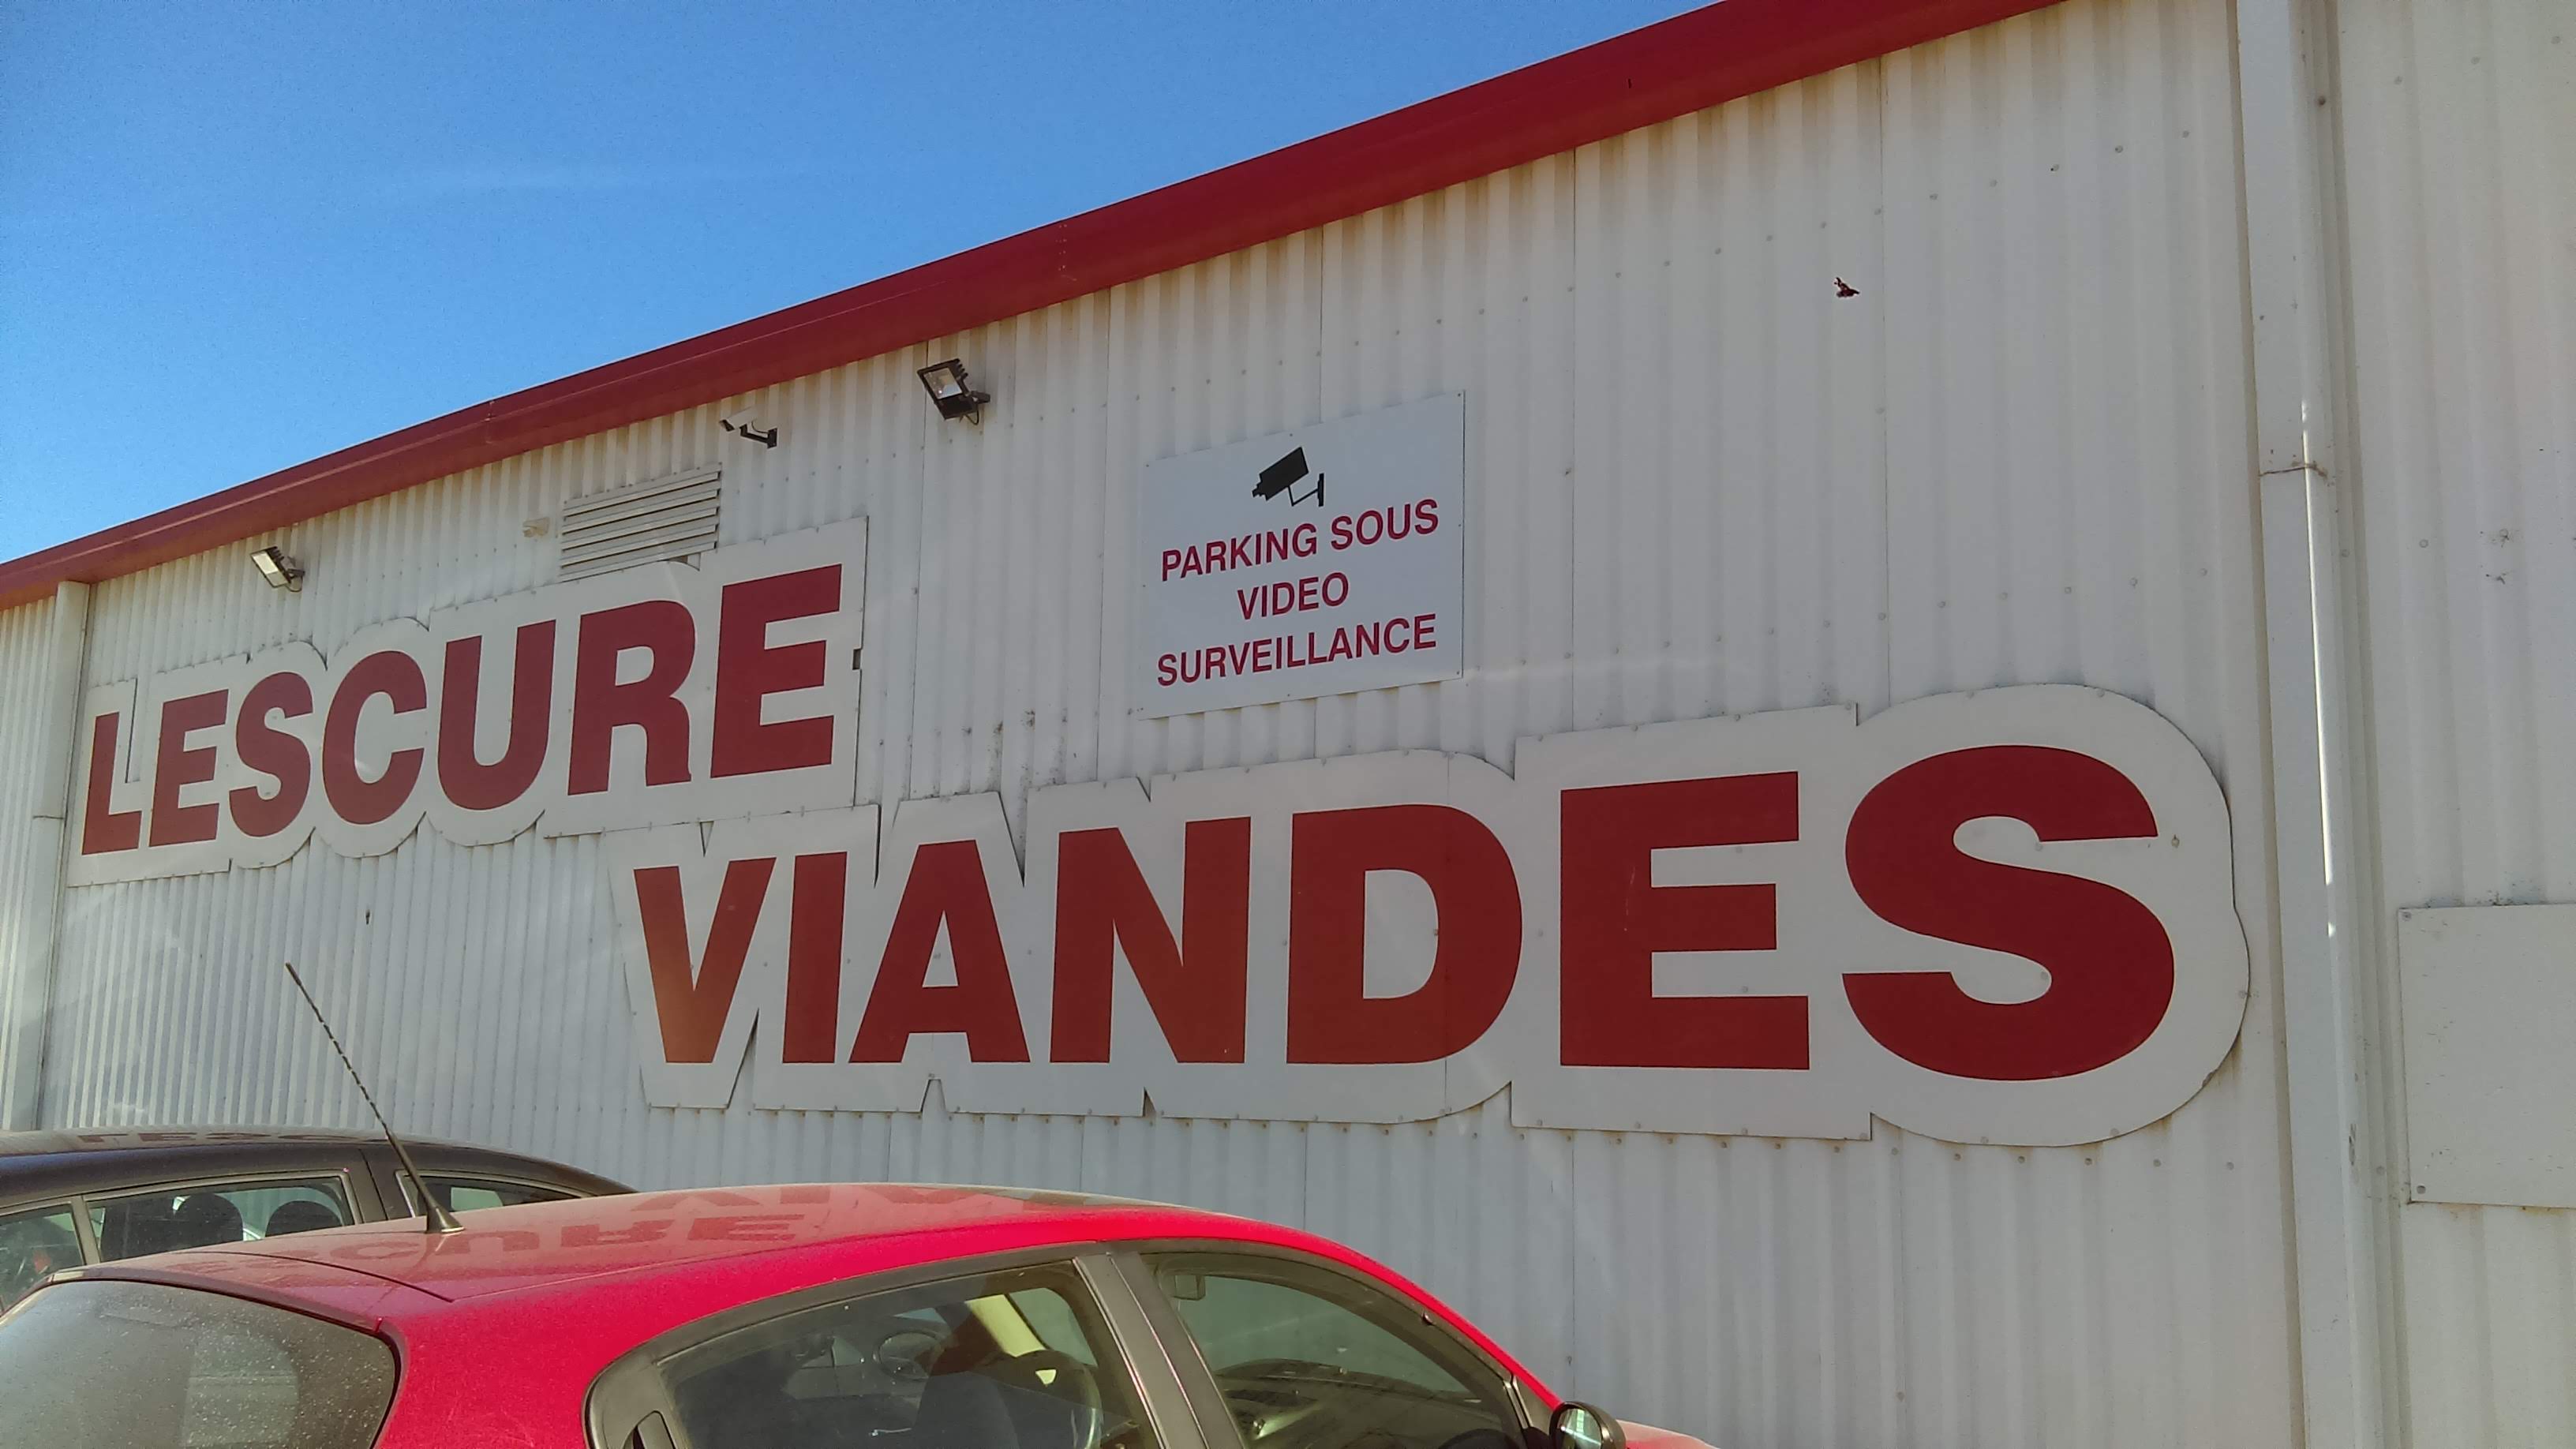 LESCURE
VIANDES
PARKING SOUS
VIDEO
SURVEILLANCE